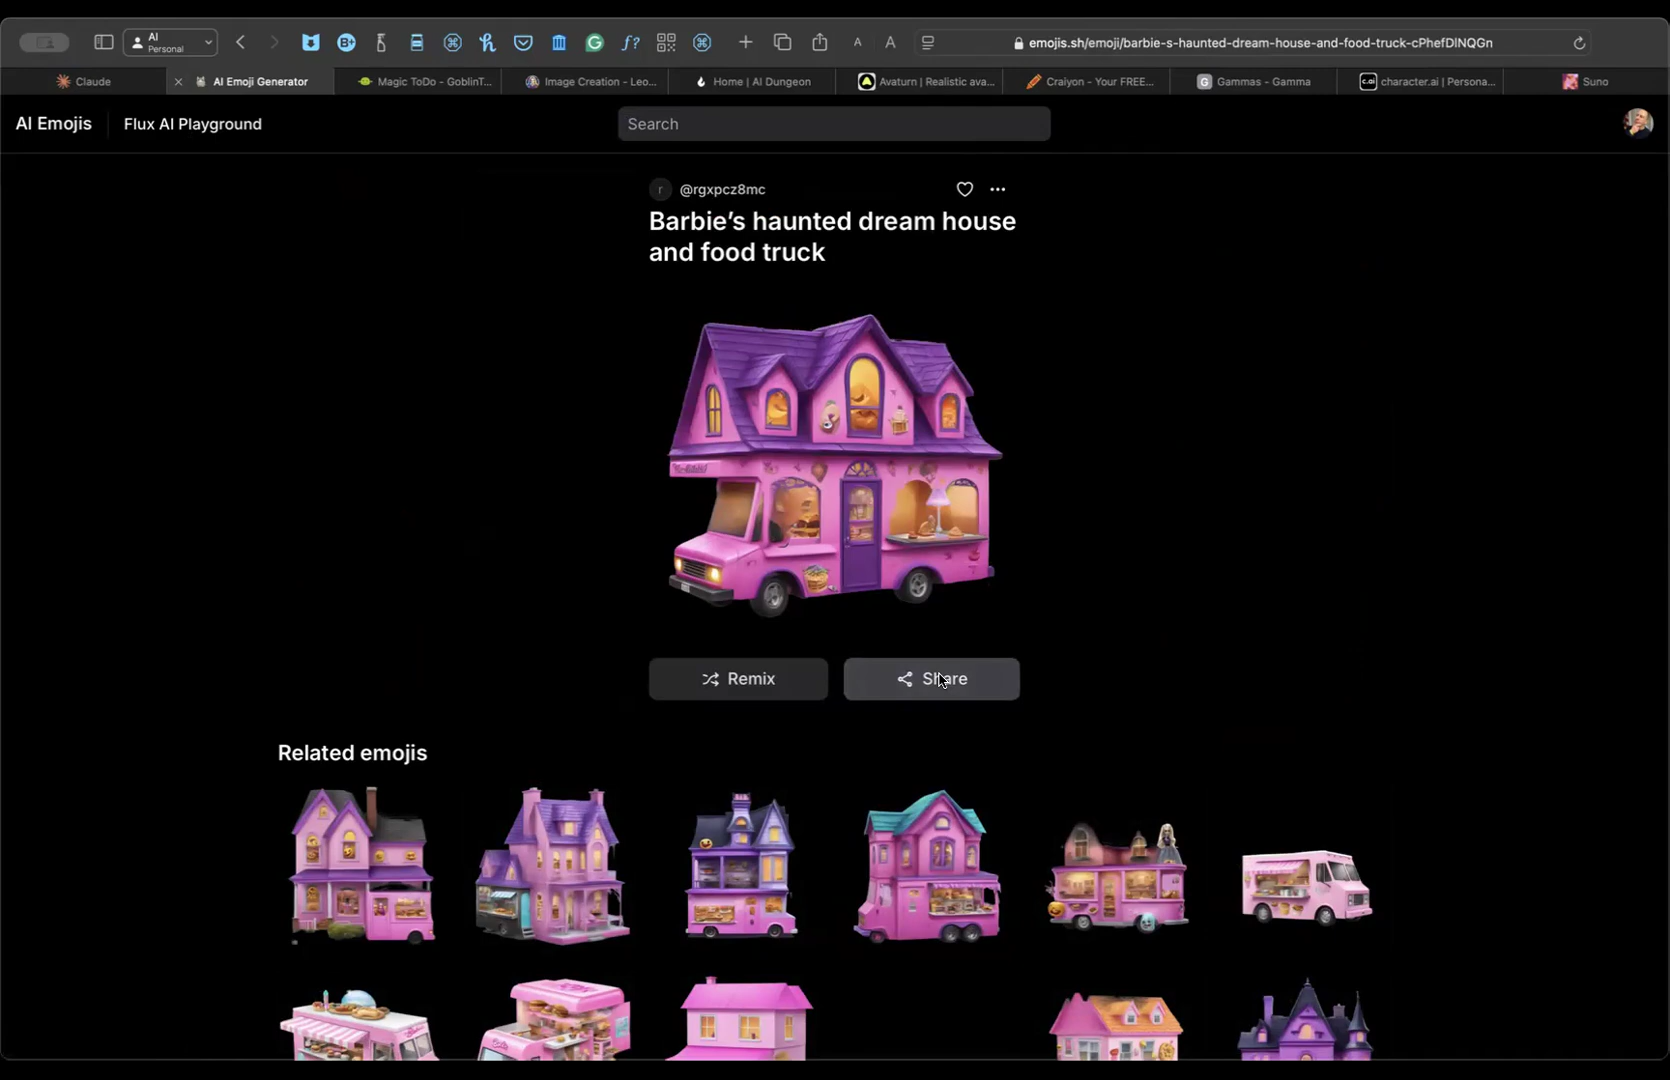 AI
Personal
emojis.sh/emoji/barbie-s-haunted-dream-house-and-food-truck-cPhefDlNQGn
Claude
AI Emoji Generator
Magic ToDo - GoblinT...
Image Creation - Leo...
Home | AI Dungeon
Avaturn | Realistic ava...
Craiyon - Your FREE...
Gammas - Gamma
character.ai | Persona...
Suno
AI Emojis
Flux AI Playground
Search
r @rgxpcz8mc
Barbie’s haunted dream house
and food truck
Remix
Share
Related emojis